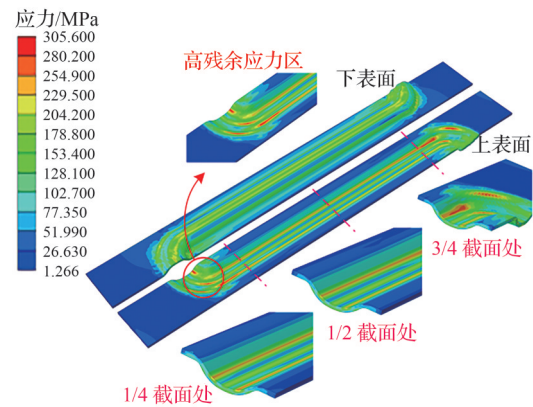 应力/MPa
305.600
280.200
254.900
229.500
204.200
178.800
153.400
128.100
102.700
77.350
51.990
26.630
1.266
高残余应力区
下表面
上表面
3/4 截面处
1/2 截面处
1/4 截面处